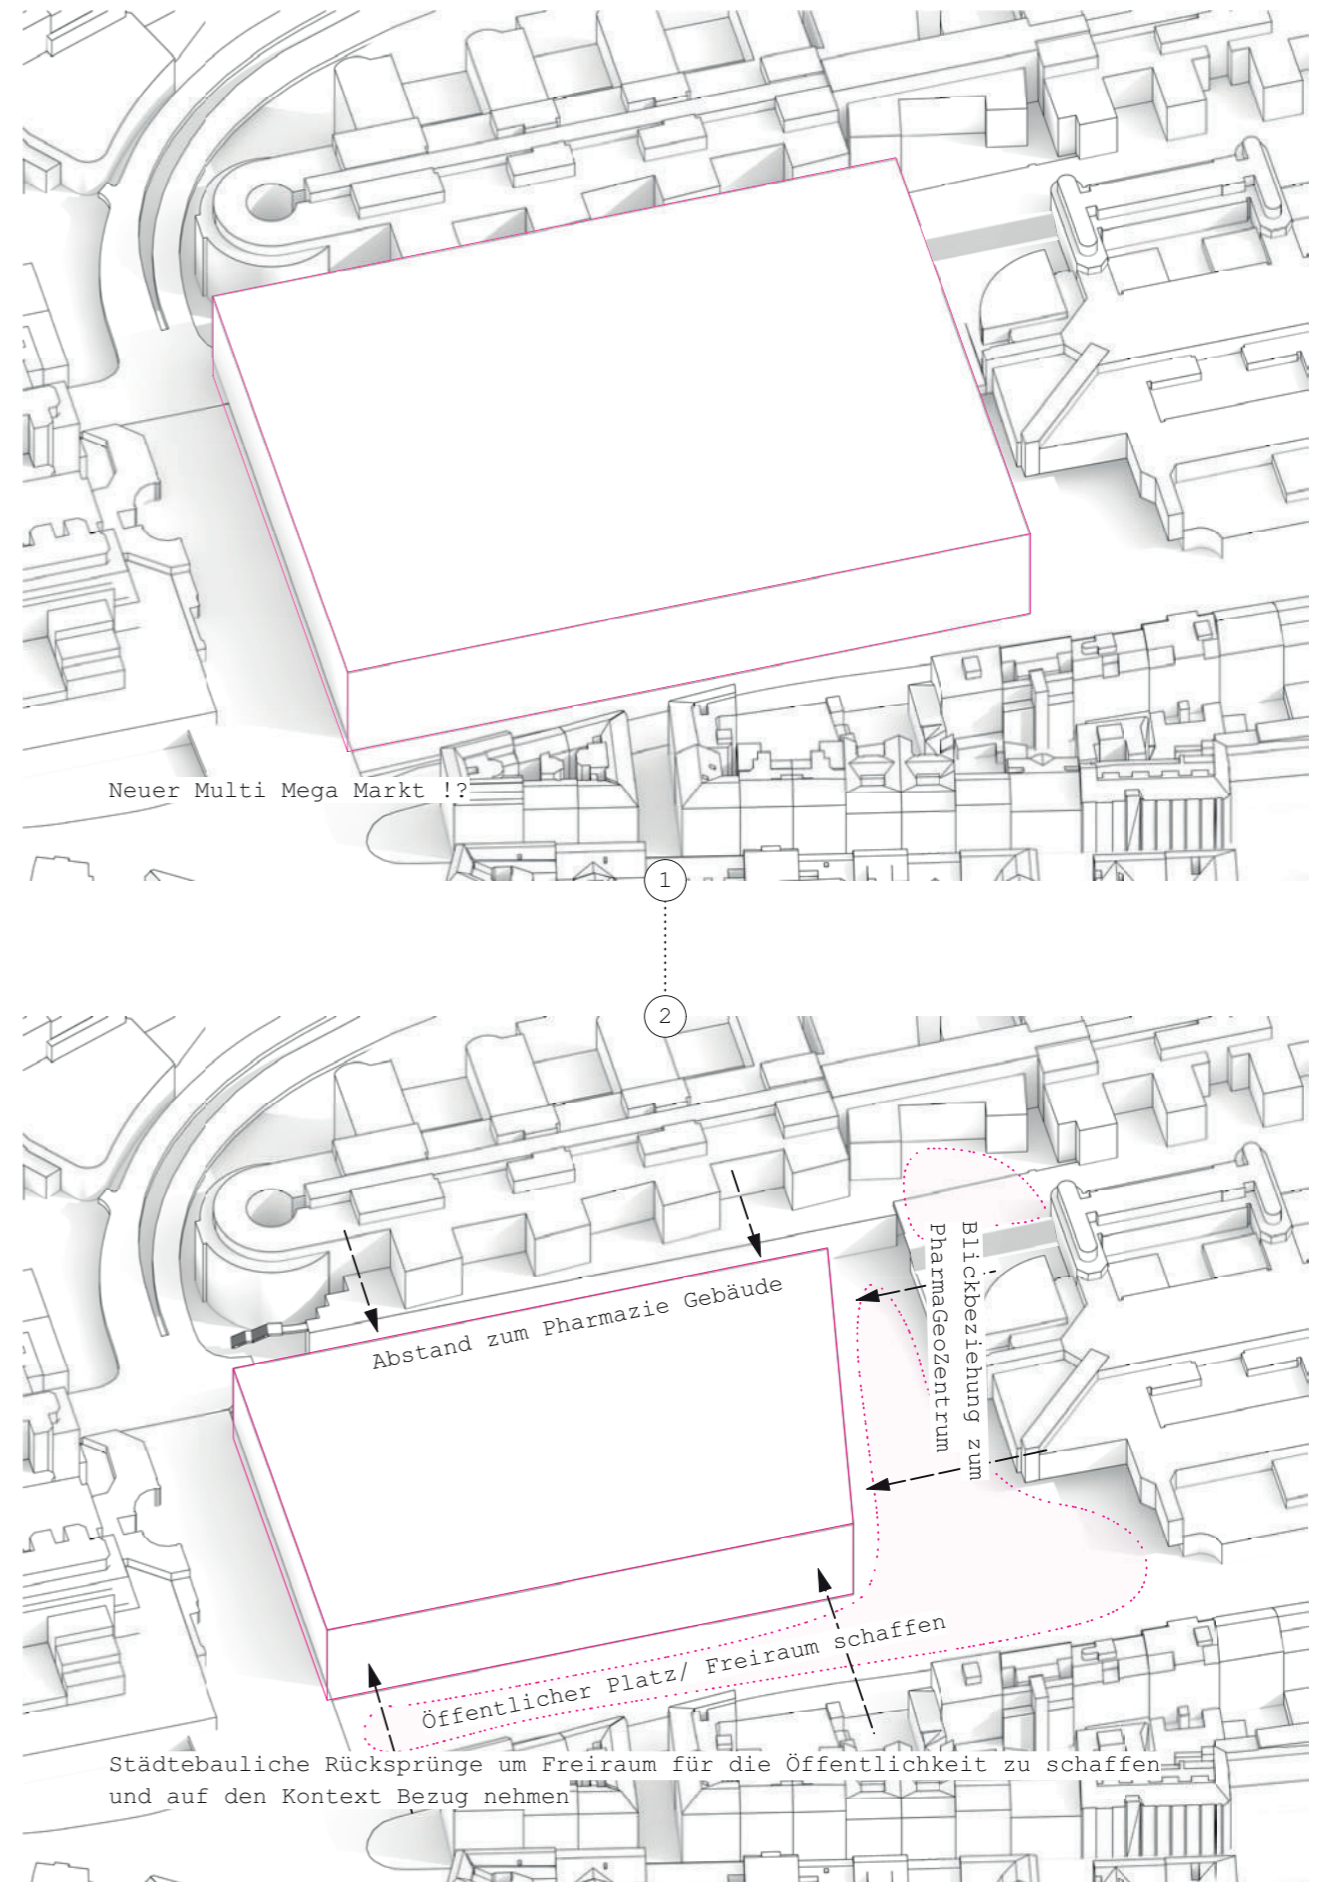 Neuer Multi Mega Markt !?
1
2
Abstand zum Pharmazie Gebäude
Blickbeziehung zum
PharmaGeoZentrum
Öffentlicher Platz/ Freiraum schaffen
Städtebauliche Rücksprünge um Freiraum für die Öffentlichkeit zu schaffen
und auf den Kontext Bezug nehmen